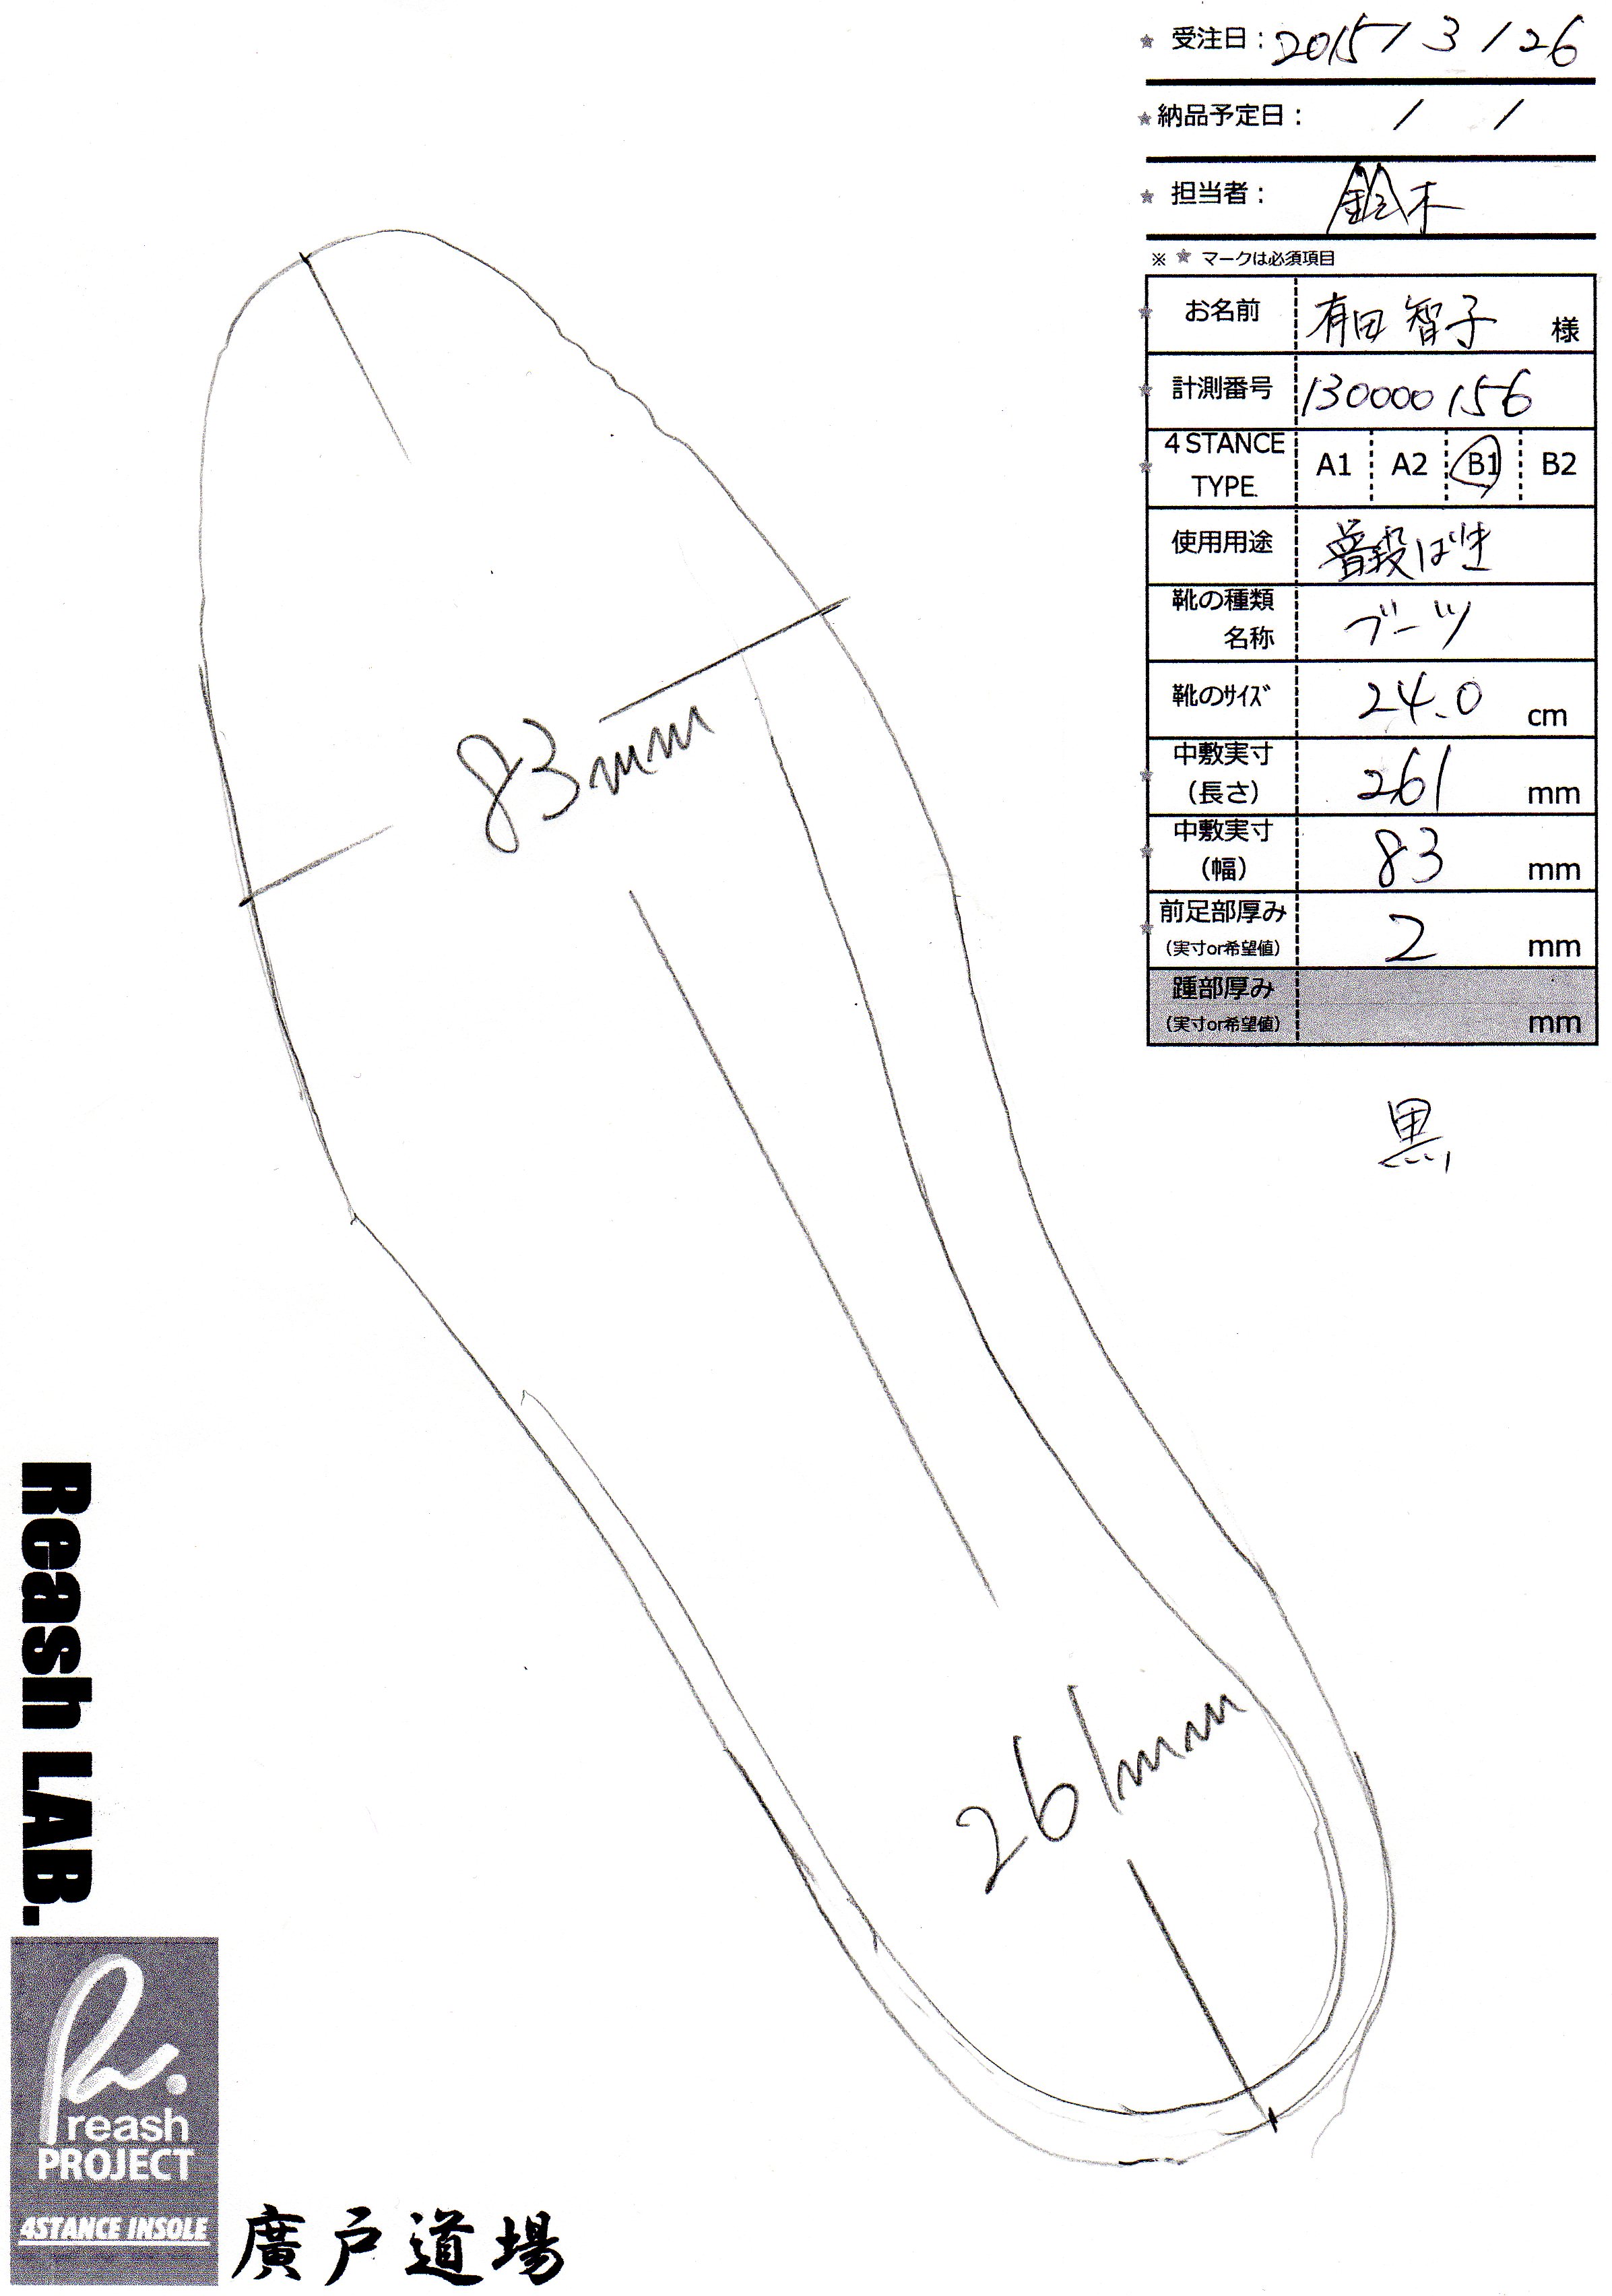 ★ 受注日：2015/3/26
★ 納品予定日： / /
★ 担当者： 鈴木
※ ★ マークは必須項目
★ お名前 有田 智子 様
★ 計測番号 130000156
★ 4STANCE TYPE. A1 A2 B1 B2
使用用途 普段ばき
靴の種類 名称 ブーツ
靴のサイズ 24.0 cm
★ 中敷実寸 (長さ) 261 mm
★ 中敷実寸 (幅) 83 mm
★ 前足部厚み (実寸or希望値) 2 mm
踵部厚み (実寸or希望値) mm
黒
83mm
261mm
Reash LAB.
reash
PROJECT
4STANCE INSOLE
廣戸道場